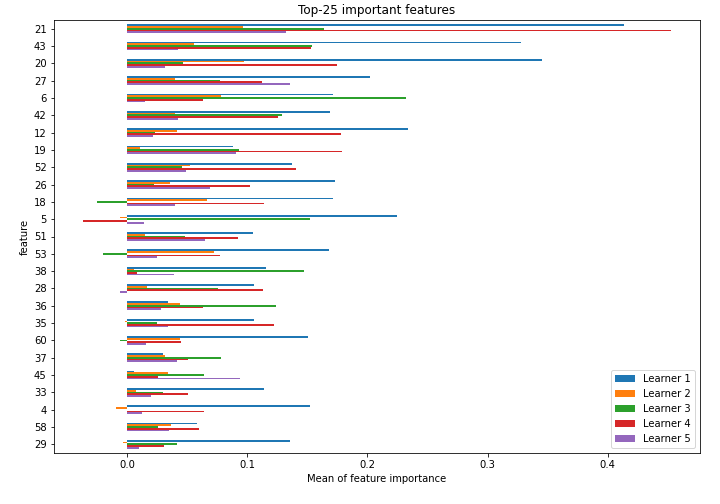 Top-25 important features
21
43
20
27
6
42
12
19
52
26
18
5
51
53
38
28
36
35
60
37
45
33
4
58
29
feature
0.0 0.1 0.2 0.3 0.4
Mean of feature importance
Learner 1
Learner 2
Learner 3
Learner 4
Learner 5